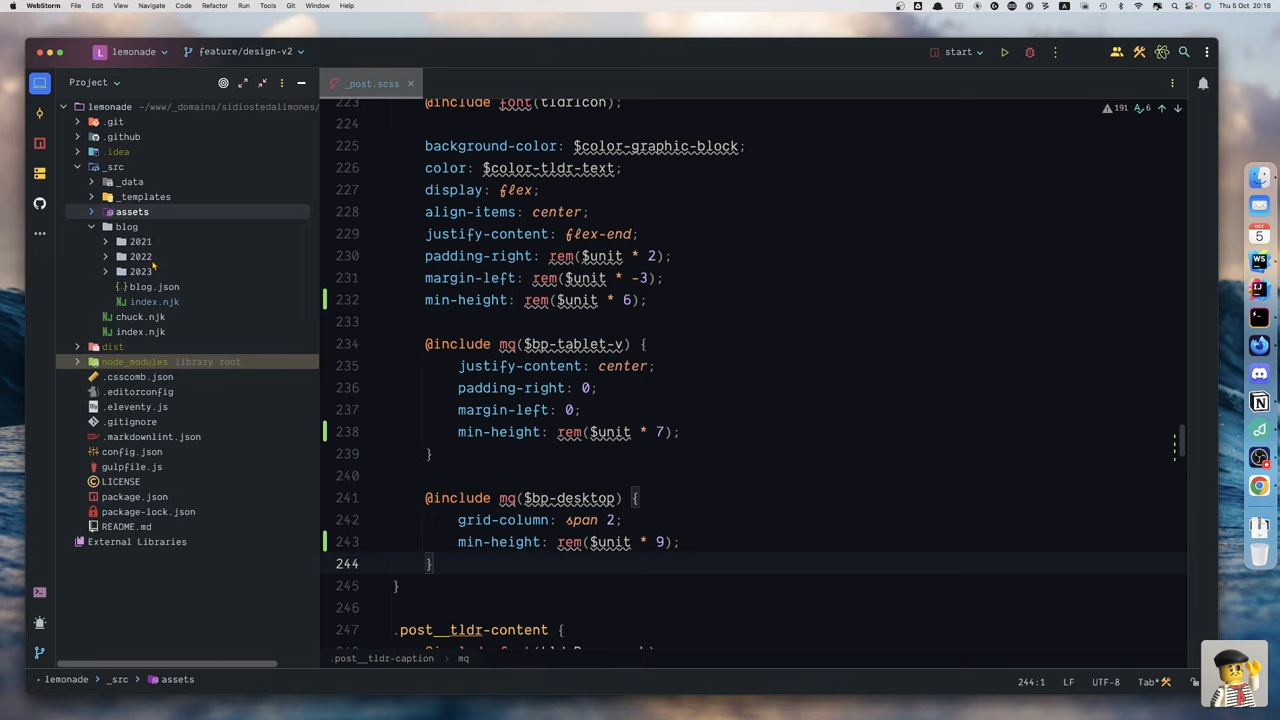 WebStorm File Edit View Navigate Code Refactor Run Tools Git Window Help A Thu 5 Oct 20:18
L lemonade feature/design-v2 start
Project _post.scss
lemonade ~/www/_domains/sidiostedalimones/
.git
.github
.idea
_src
_data
_templates
assets
blog
2021
2022
2023
blog.json
index.njk
chuck.njk
index.njk
dist
node_modules library root
.csscomb.json
.editorconfig
.eleventy.js
.gitignore
.markdownlint.json
config.json
gulpfile.js
LICENSE
package.json
package-lock.json
README.md
External Libraries
191 6
223 @include font(tldrIcon);
224
225 background-color: $color-graphic-block;
226 color: $color-tldr-text;
227 display: flex;
228 align-items: center;
229 justify-content: flex-end;
230 padding-right: rem($unit * 2);
231 margin-left: rem($unit * -3);
232 min-height: rem($unit * 6);
233
234 @include mq($bp-tablet-v) {
235 justify-content: center;
236 padding-right: 0;
237 margin-left: 0;
238 min-height: rem($unit * 7);
239 }
240
241 @include mq($bp-desktop) {
242 grid-column: span 2;
243 min-height: rem($unit * 9);
244 }
245 }
246
247 .post__tldr-content {
.post__tldr-caption mq
lemonade _src assets 244:1 LF UTF-8 Tab*
OCT
5
WS
IJ